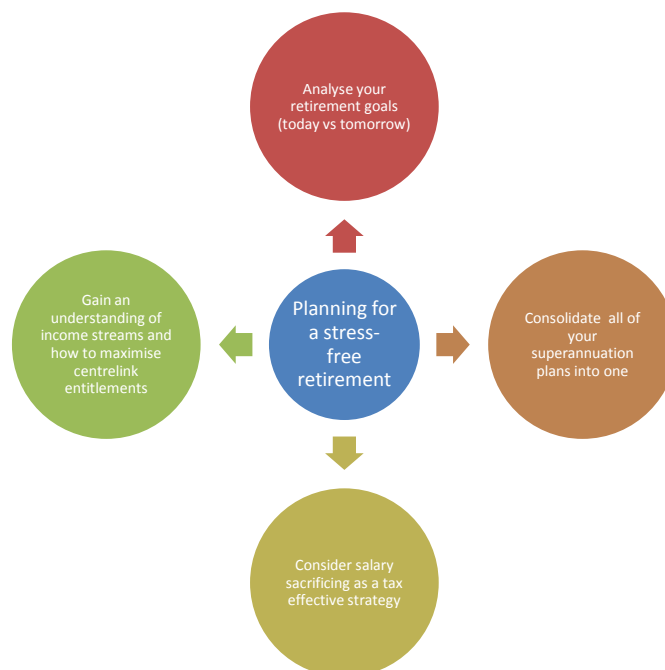 Analyse your
retirement goals
(today vs tomorrow)
Gain an
understanding of
income streams and
how to maximise
centrelink
entitlements
Planning for
a stress-
free
retirement
Consolidate all of
your
superannuation
plans into one
Consider salary
sacrificing as a tax
effective strategy